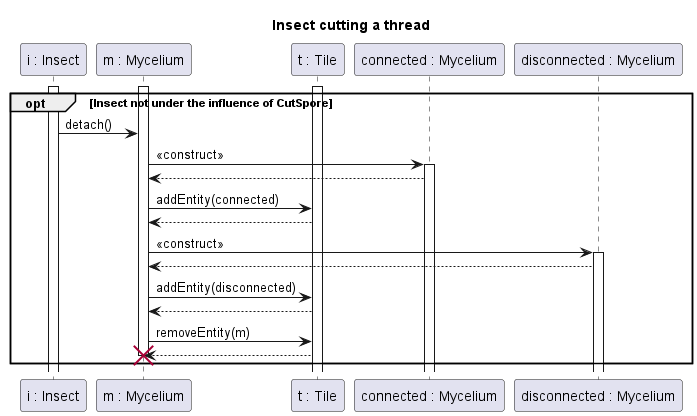 Insect cutting a thread
i : Insect
m : Mycelium
t : Tile
connected : Mycelium
disconnected : Mycelium
opt
[Insect not under the influence of CutSpore]
detach()
«construct»
addEntity(connected)
«construct»
addEntity(disconnected)
removeEntity(m)
i : Insect
m : Mycelium
t : Tile
connected : Mycelium
disconnected : Mycelium